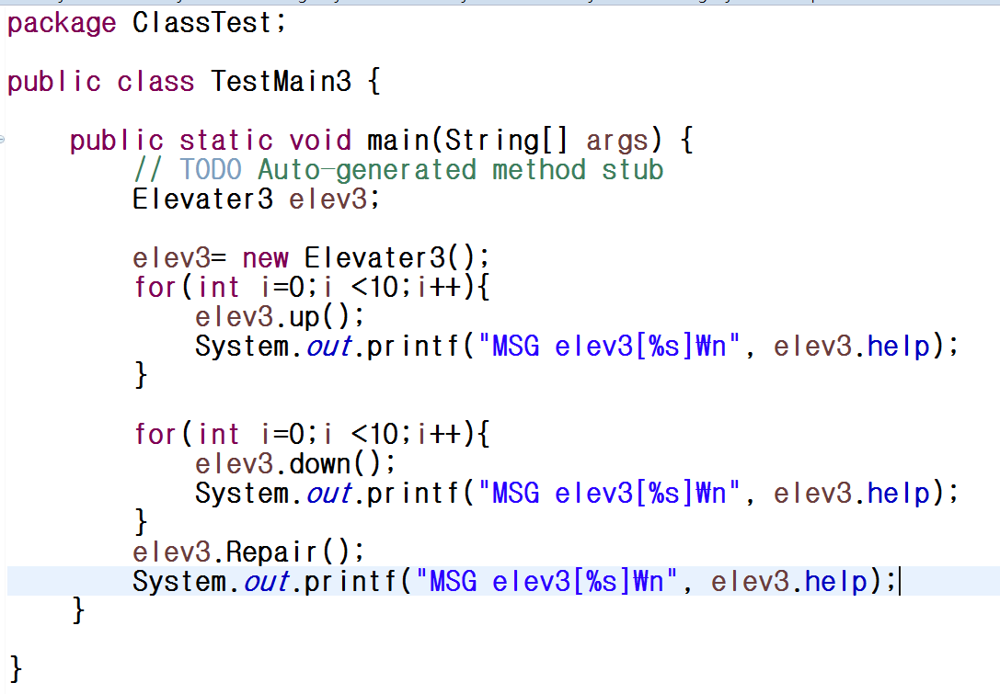 package ClassTest;
public class TestMain3 {
public static void main(String[] args) {
// TODO Auto-generated method stub
Elevater3 elev3;
elev3= new Elevater3();
for(int i=0;i <10;i++){
elev3.up();
System.out.printf("MSG elev3[%s]₩n", elev3.help);
}
for(int i=0;i <10;i++){
elev3.down();
System.out.printf("MSG elev3[%s]₩n", elev3.help);
}
elev3.Repair();
System.out.printf("MSG elev3[%s]₩n", elev3.help);
}
}